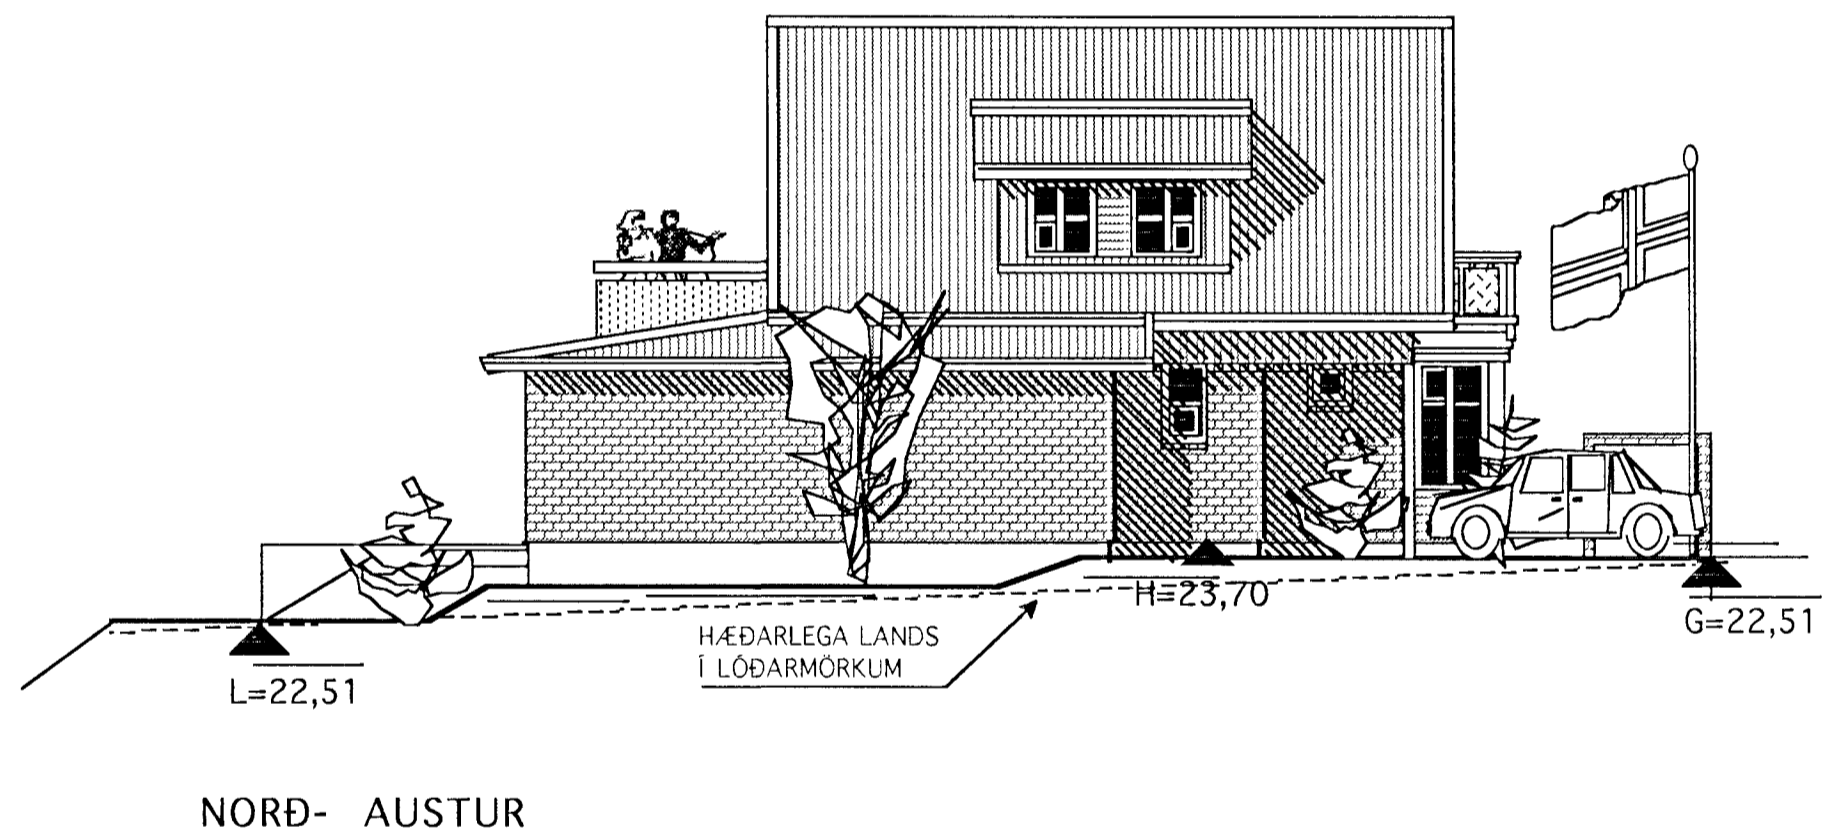 H=23,70
G=22,51
HÆÐARLEGA LANDS
Í LÓÐARMÖRKUM
L=22,51
NORÐ- AUSTUR